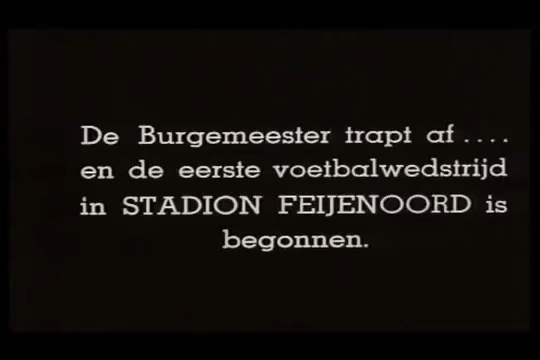 De Burgemeester trapt af....
en de eerste voetbalwedstrijd
in STADION FEIJENOORD is
begonnen.